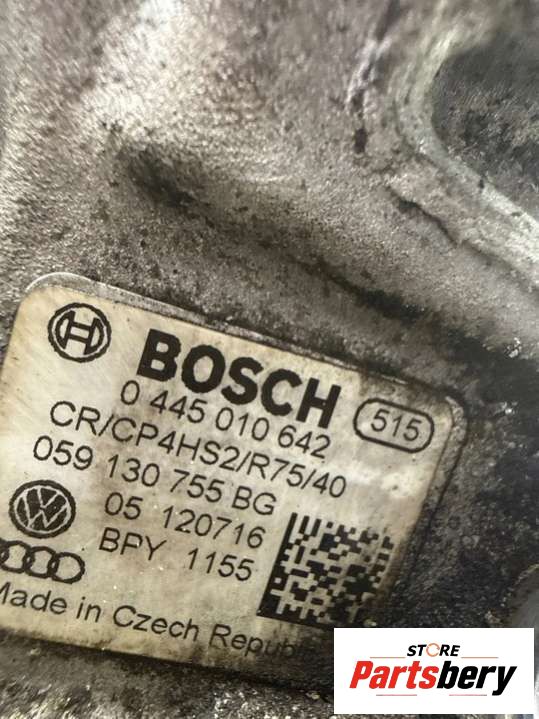 BOSCH
0 445 010 642
515
CR/CP4HS2/R75/40
059 130 755 BG
05 120716
BPY 1155
Made in Czech Republic
STORE
Partsbery